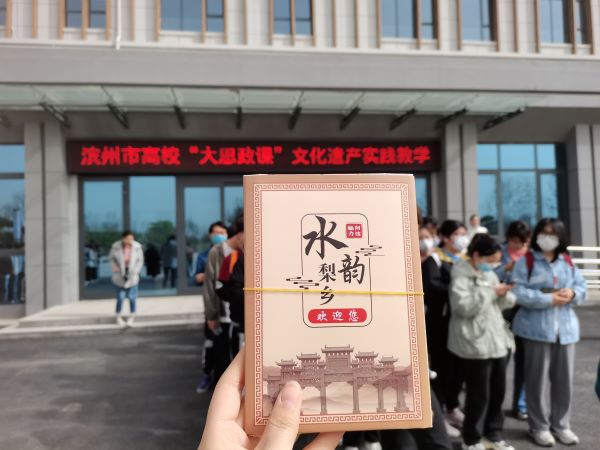 滨州市高校“大思政课”文化遗产实践教学
水韵
梨乡
欢迎您